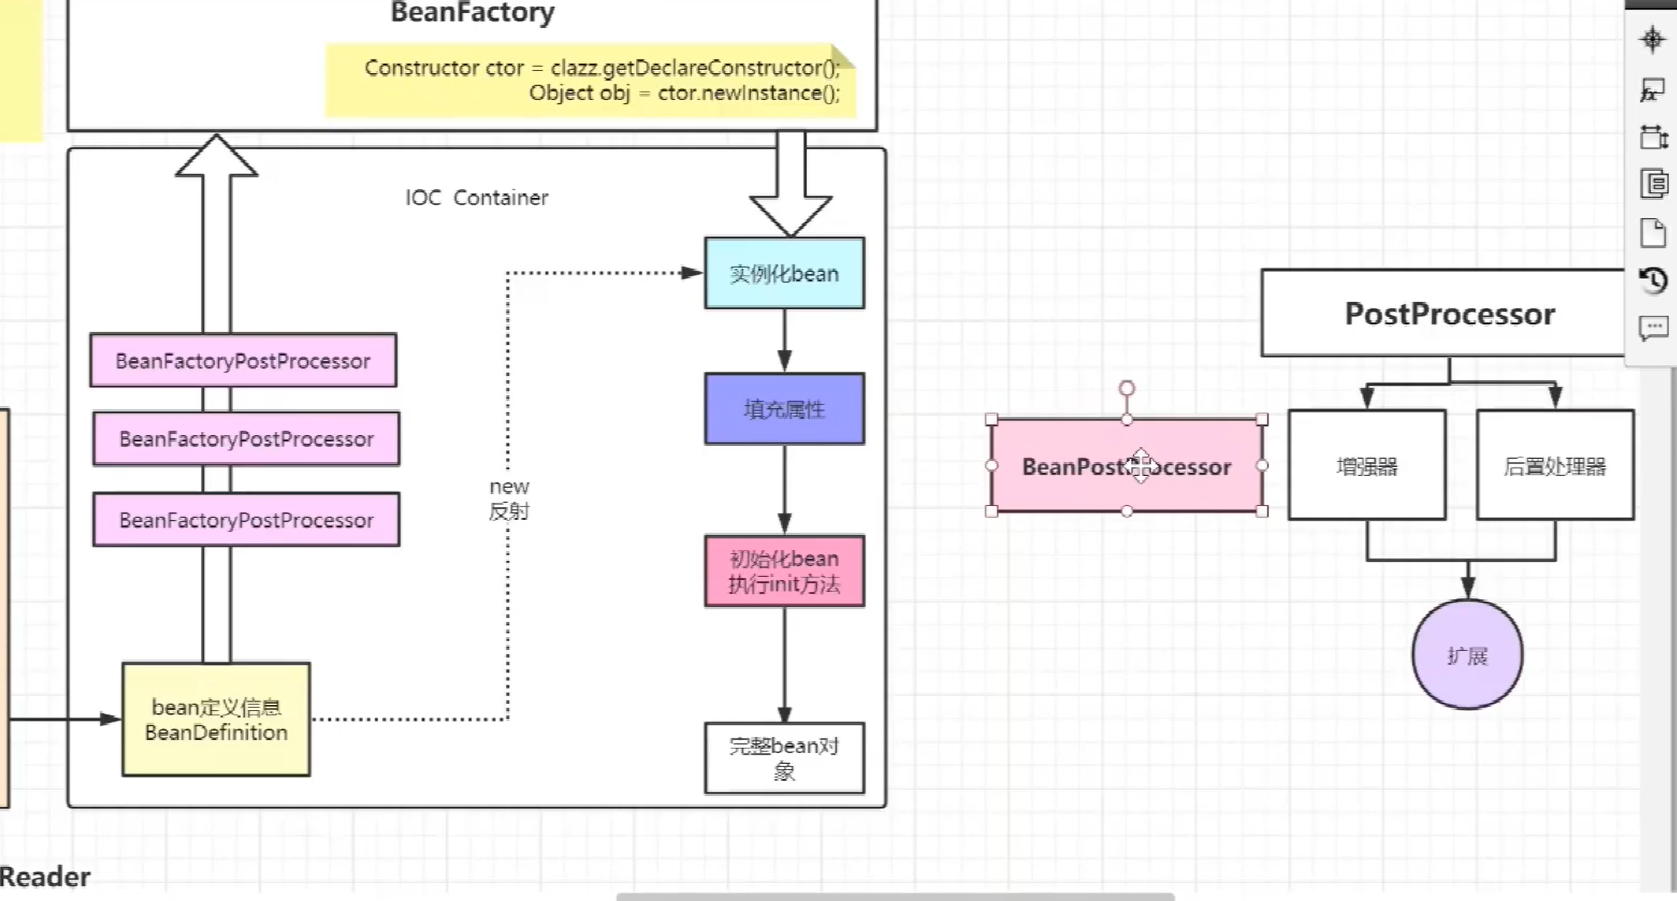 BeanFactory
Constructor ctor = clazz.getDeclareConstructor();
Object obj = ctor.newInstance();
IOC Container
实例化bean
BeanFactoryPostProcessor
填充属性
BeanFactoryPostProcessor
new
反射
BeanFactoryPostProcessor
初始化bean
执行init方法
bean定义信息
BeanDefinition
完整bean对
象
PostProcessor
BeanPostProcessor
增强器
后置处理器
扩展
Reader
fx